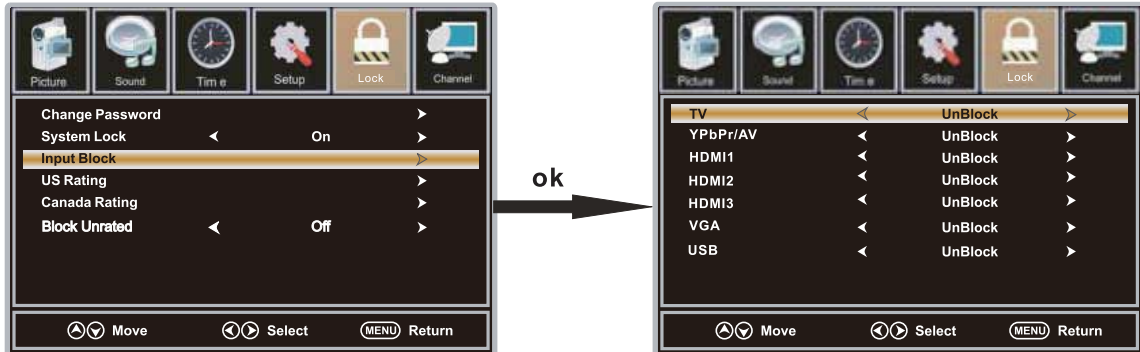 Picture Sound Tim e Setup Lock Channel
Change Password
System Lock On
Input Block
US Rating
Canada Rating
Block Unrated Off
Move Select MENU Return
ok
Picture Sound Tim e Setup Lock Channel
TV UnBlock
YPbPr/AV UnBlock
HDMI1 UnBlock
HDMI2 UnBlock
HDMI3 UnBlock
VGA UnBlock
USB UnBlock
Move Select MENU Return